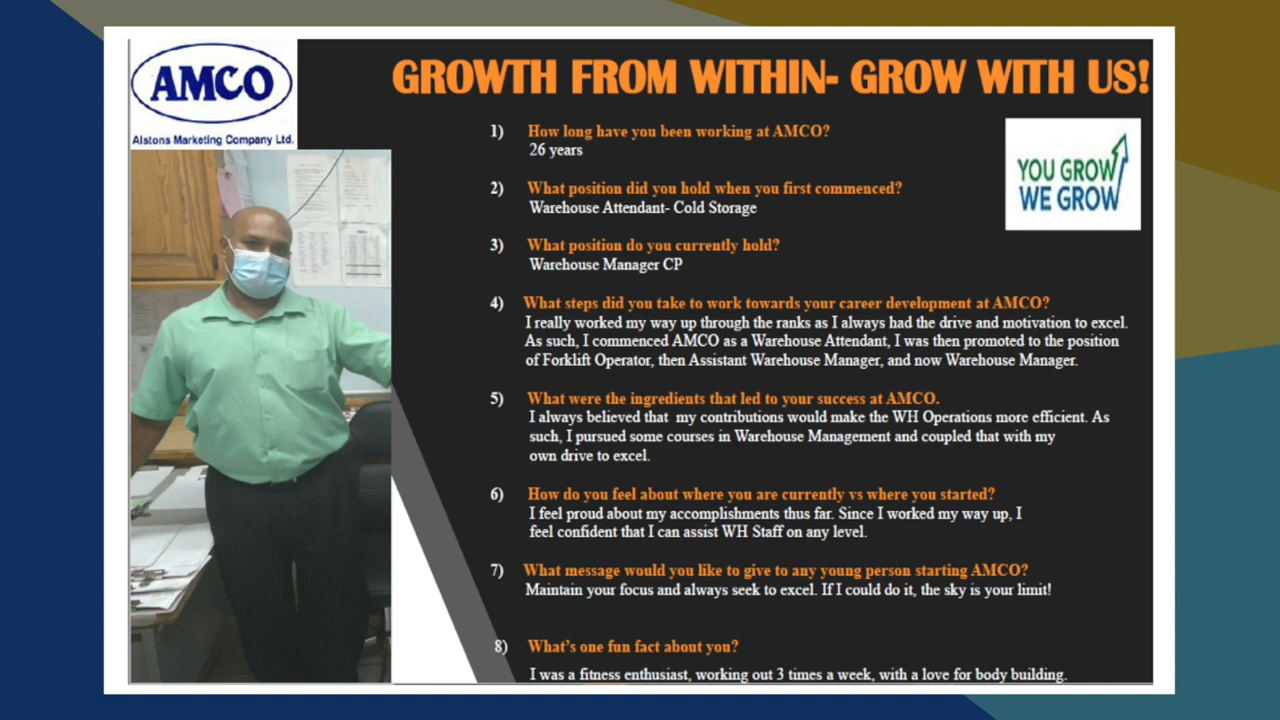 AMCO
Alstons Marketing Company Ltd.
GROWTH FROM WITHIN- GROW WITH US!
YOU GROW
WE GROW
1) How long have you been working at AMCO?
26 years
2) What position did you hold when you first commenced?
Warehouse Attendant- Cold Storage
3) What position do you currently hold?
Warehouse Manager CP
4) What steps did you take to work towards your career development at AMCO?
I really worked my way up through the ranks as I always had the drive and motivation to excel.
As such, I commenced AMCO as a Warehouse Attendant, I was then promoted to the position
of Forklift Operator, then Assistant Warehouse Manager, and now Warehouse Manager.
5) What were the ingredients that led to your success at AMCO.
I always believed that my contributions would make the WH Operations more efficient. As
such, I pursued some courses in Warehouse Management and coupled that with my
own drive to excel.
6) How do you feel about where you are currently vs where you started?
I feel proud about my accomplishments thus far. Since I worked my way up, I
feel confident that I can assist WH Staff on any level.
7) What message would you like to give to any young person starting AMCO?
Maintain your focus and always seek to excel. If I could do it, the sky is your limit!
8) What's one fun fact about you?
I was a fitness enthusiast, working out 3 times a week, with a love for body building.